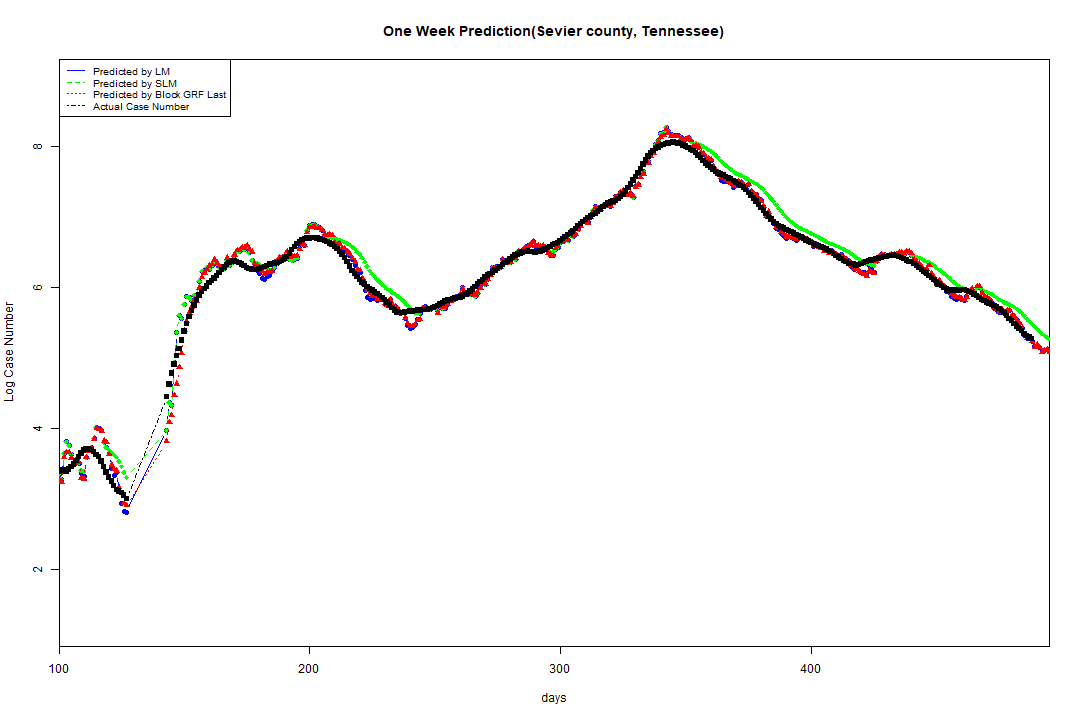 One Week Prediction(Sevier county, Tennessee)
Predicted by LM
Predicted by SLM
Predicted by Block GRF Last
Actual Case Number
8
6
4
2
Log Case Number
100 200 300 400
days